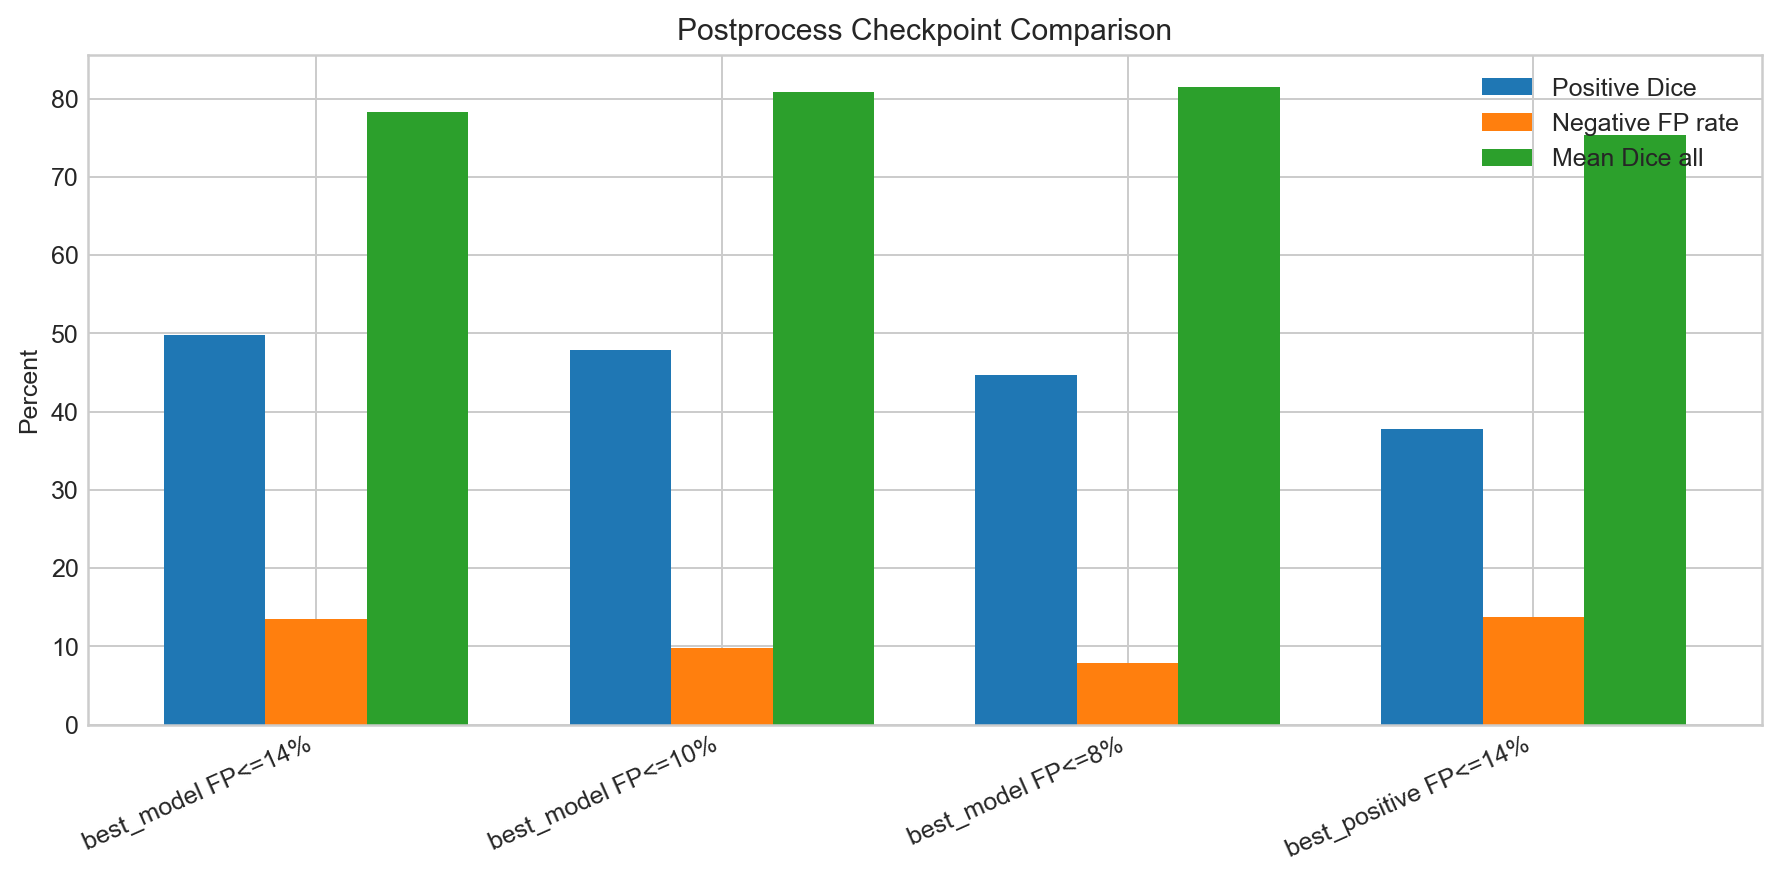 Postprocess Checkpoint Comparison
Positive Dice
Negative FP rate
Mean Dice all
Percent
80
70
60
50
40
30
20
10
0
best_model FP<=14%
best_model FP<=10%
best_model FP<=8%
best_positive FP<=14%